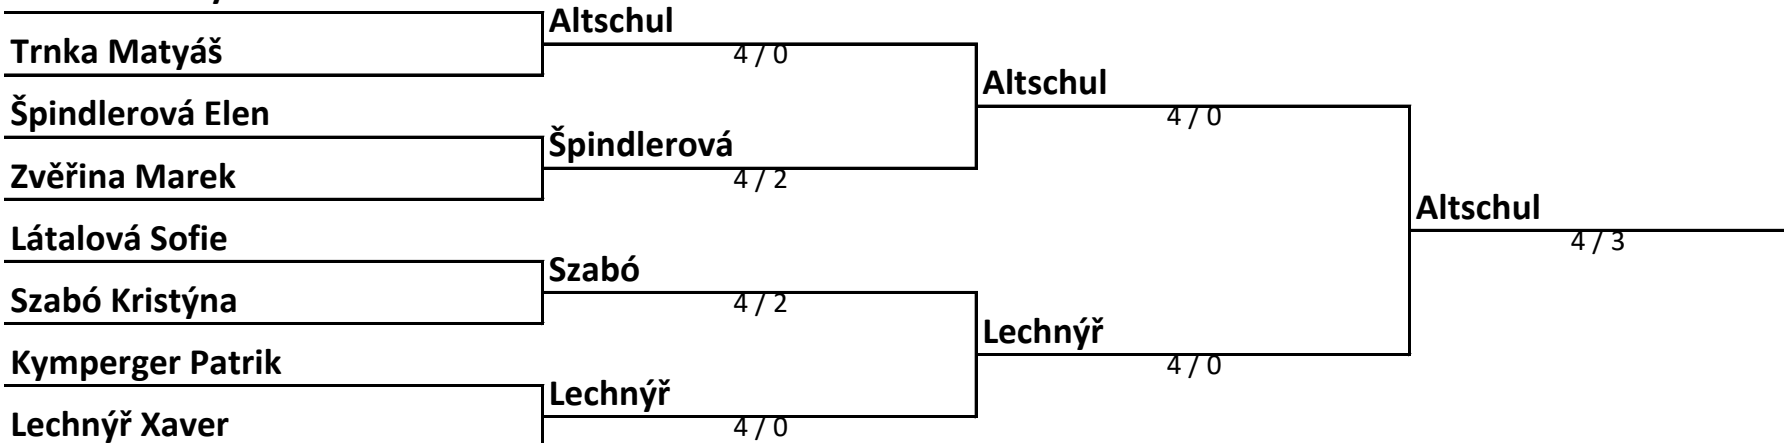 Trnka Matyáš
Špindlerová Elen
Zvěřina Marek
Látalová Sofie
Szabó Kristýna
Kymperger Patrik
Lechnýř Xaver
Altschul
4 / 0
Špindlerová
4 / 2
Szabó
4 / 2
Lechnýř
4 / 0
Altschul
4 / 0
Lechnýř
4 / 0
Altschul
4 / 3